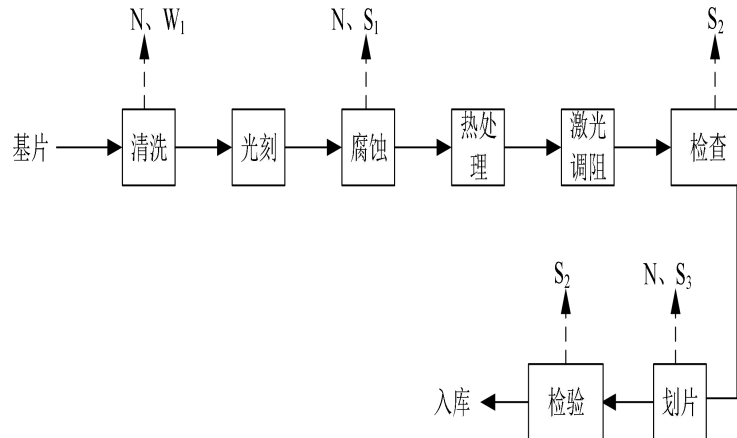 N、W₁
N、S₁
S₂
基片
清洗
光刻
腐蚀
热处
理
激光
调阻
检查
S₂
N、S₃
入库
检验
划片